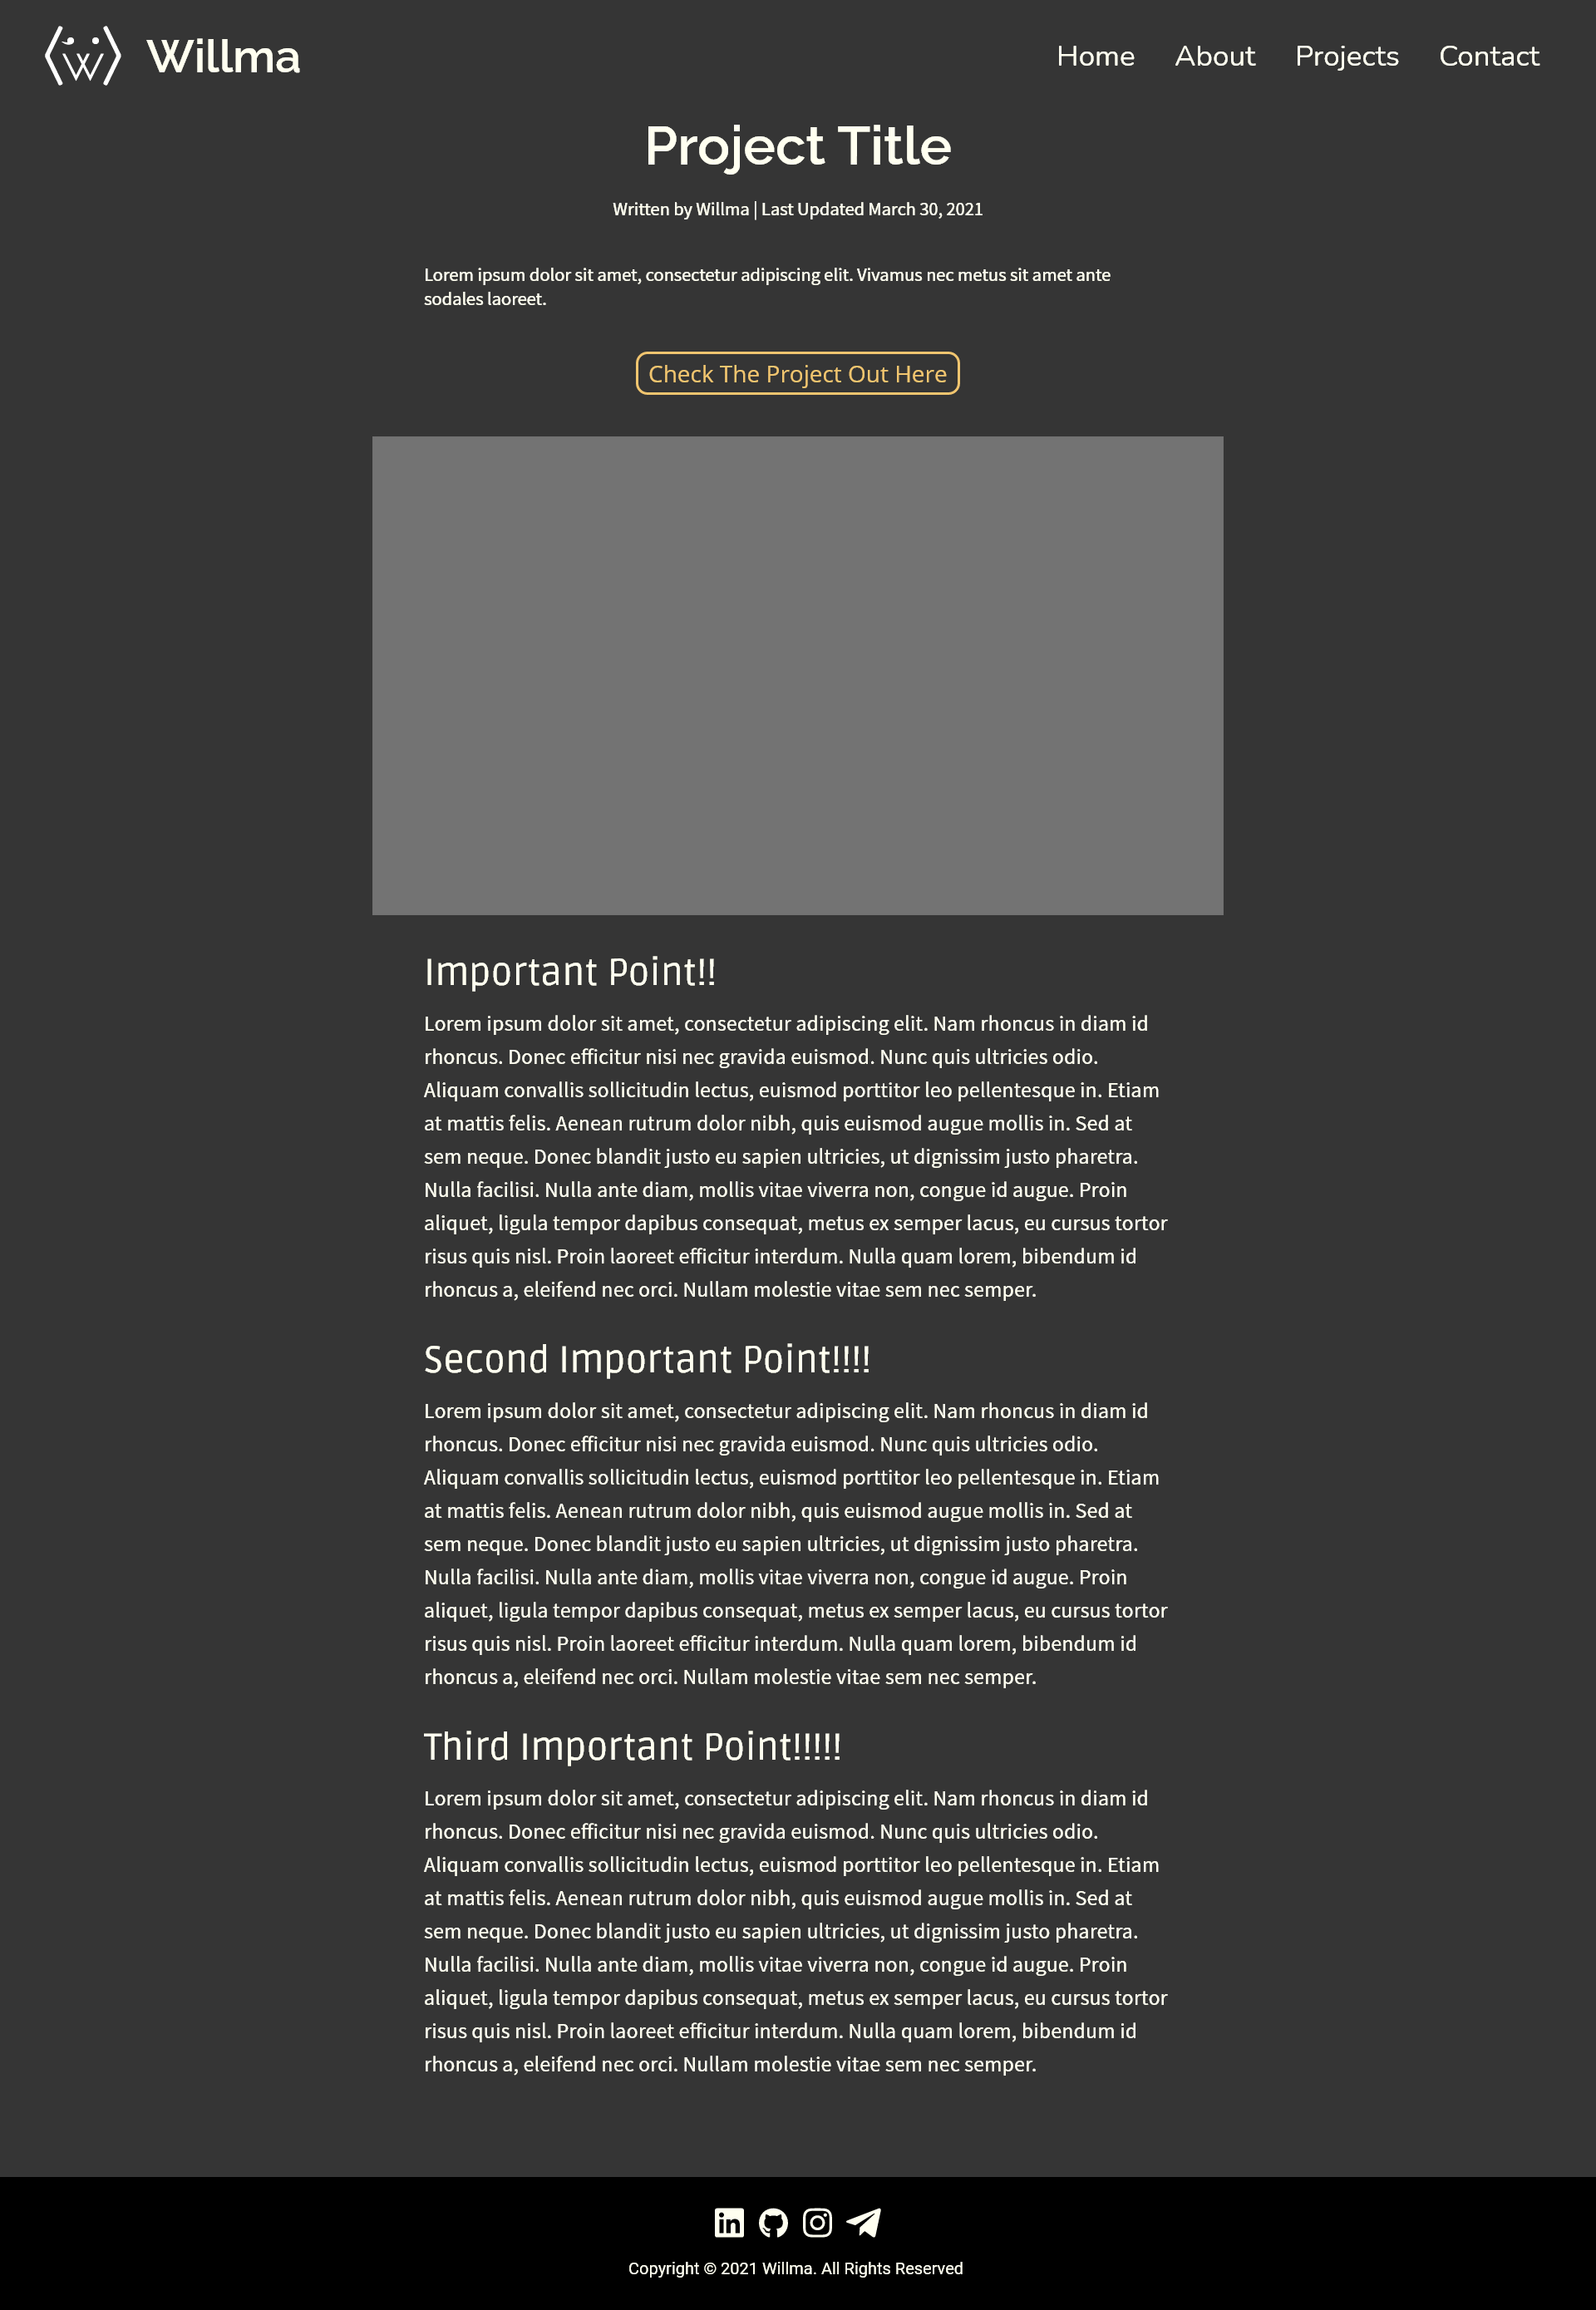 Willma
Home About Projects Contact
Project Title
Written by Willma | Last Updated March 30, 2021
Lorem ipsum dolor sit amet, consectetur adipiscing elit. Vivamus nec metus sit amet ante
sodales laoreet.
Check The Project Out Here
Important Point!!
Lorem ipsum dolor sit amet, consectetur adipiscing elit. Nam rhoncus in diam id
rhoncus. Donec efficitur nisi nec gravida euismod. Nunc quis ultricies odio.
Aliquam convallis sollicitudin lectus, euismod porttitor leo pellentesque in. Etiam
at mattis felis. Aenean rutrum dolor nibh, quis euismod augue mollis in. Sed at
sem neque. Donec blandit justo eu sapien ultricies, ut dignissim justo pharetra.
Nulla facilisi. Nulla ante diam, mollis vitae viverra non, congue id augue. Proin
aliquet, ligula tempor dapibus consequat, metus ex semper lacus, eu cursus tortor
risus quis nisl. Proin laoreet efficitur interdum. Nulla quam lorem, bibendum id
rhoncus a, eleifend nec orci. Nullam molestie vitae sem nec semper.
Second Important Point!!!!
Lorem ipsum dolor sit amet, consectetur adipiscing elit. Nam rhoncus in diam id
rhoncus. Donec efficitur nisi nec gravida euismod. Nunc quis ultricies odio.
Aliquam convallis sollicitudin lectus, euismod porttitor leo pellentesque in. Etiam
at mattis felis. Aenean rutrum dolor nibh, quis euismod augue mollis in. Sed at
sem neque. Donec blandit justo eu sapien ultricies, ut dignissim justo pharetra.
Nulla facilisi. Nulla ante diam, mollis vitae viverra non, congue id augue. Proin
aliquet, ligula tempor dapibus consequat, metus ex semper lacus, eu cursus tortor
risus quis nisl. Proin laoreet efficitur interdum. Nulla quam lorem, bibendum id
rhoncus a, eleifend nec orci. Nullam molestie vitae sem nec semper.
Third Important Point!!!!!
Lorem ipsum dolor sit amet, consectetur adipiscing elit. Nam rhoncus in diam id
rhoncus. Donec efficitur nisi nec gravida euismod. Nunc quis ultricies odio.
Aliquam convallis sollicitudin lectus, euismod porttitor leo pellentesque in. Etiam
at mattis felis. Aenean rutrum dolor nibh, quis euismod augue mollis in. Sed at
sem neque. Donec blandit justo eu sapien ultricies, ut dignissim justo pharetra.
Nulla facilisi. Nulla ante diam, mollis vitae viverra non, congue id augue. Proin
aliquet, ligula tempor dapibus consequat, metus ex semper lacus, eu cursus tortor
risus quis nisl. Proin laoreet efficitur interdum. Nulla quam lorem, bibendum id
rhoncus a, eleifend nec orci. Nullam molestie vitae sem nec semper.
Copyright © 2021 Willma. All Rights Reserved